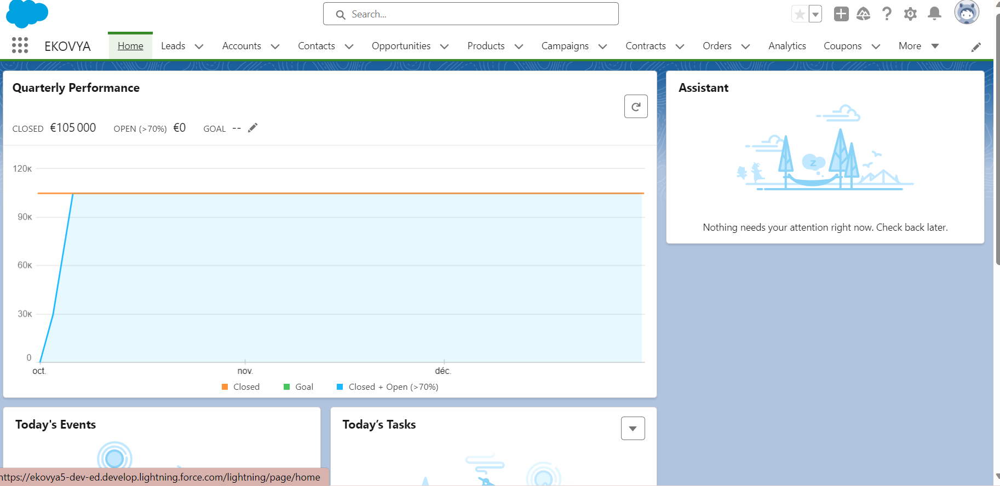 Search...
EKOVYA
Home Leads Accounts Contacts Opportunities Products Campaigns Contracts Orders Analytics Coupons More
Quarterly Performance
CLOSED €105 000 OPEN (>70%) €0 GOAL --
120K
90K
60K
30K
0
oct. nov. déc.
Closed Goal Closed + Open (>70%)
Assistant
z
Nothing needs your attention right now. Check back later.
Today's Events
Today’s Tasks
https://ekovya5-dev-ed.develop.lightning.force.com/lightning/page/home